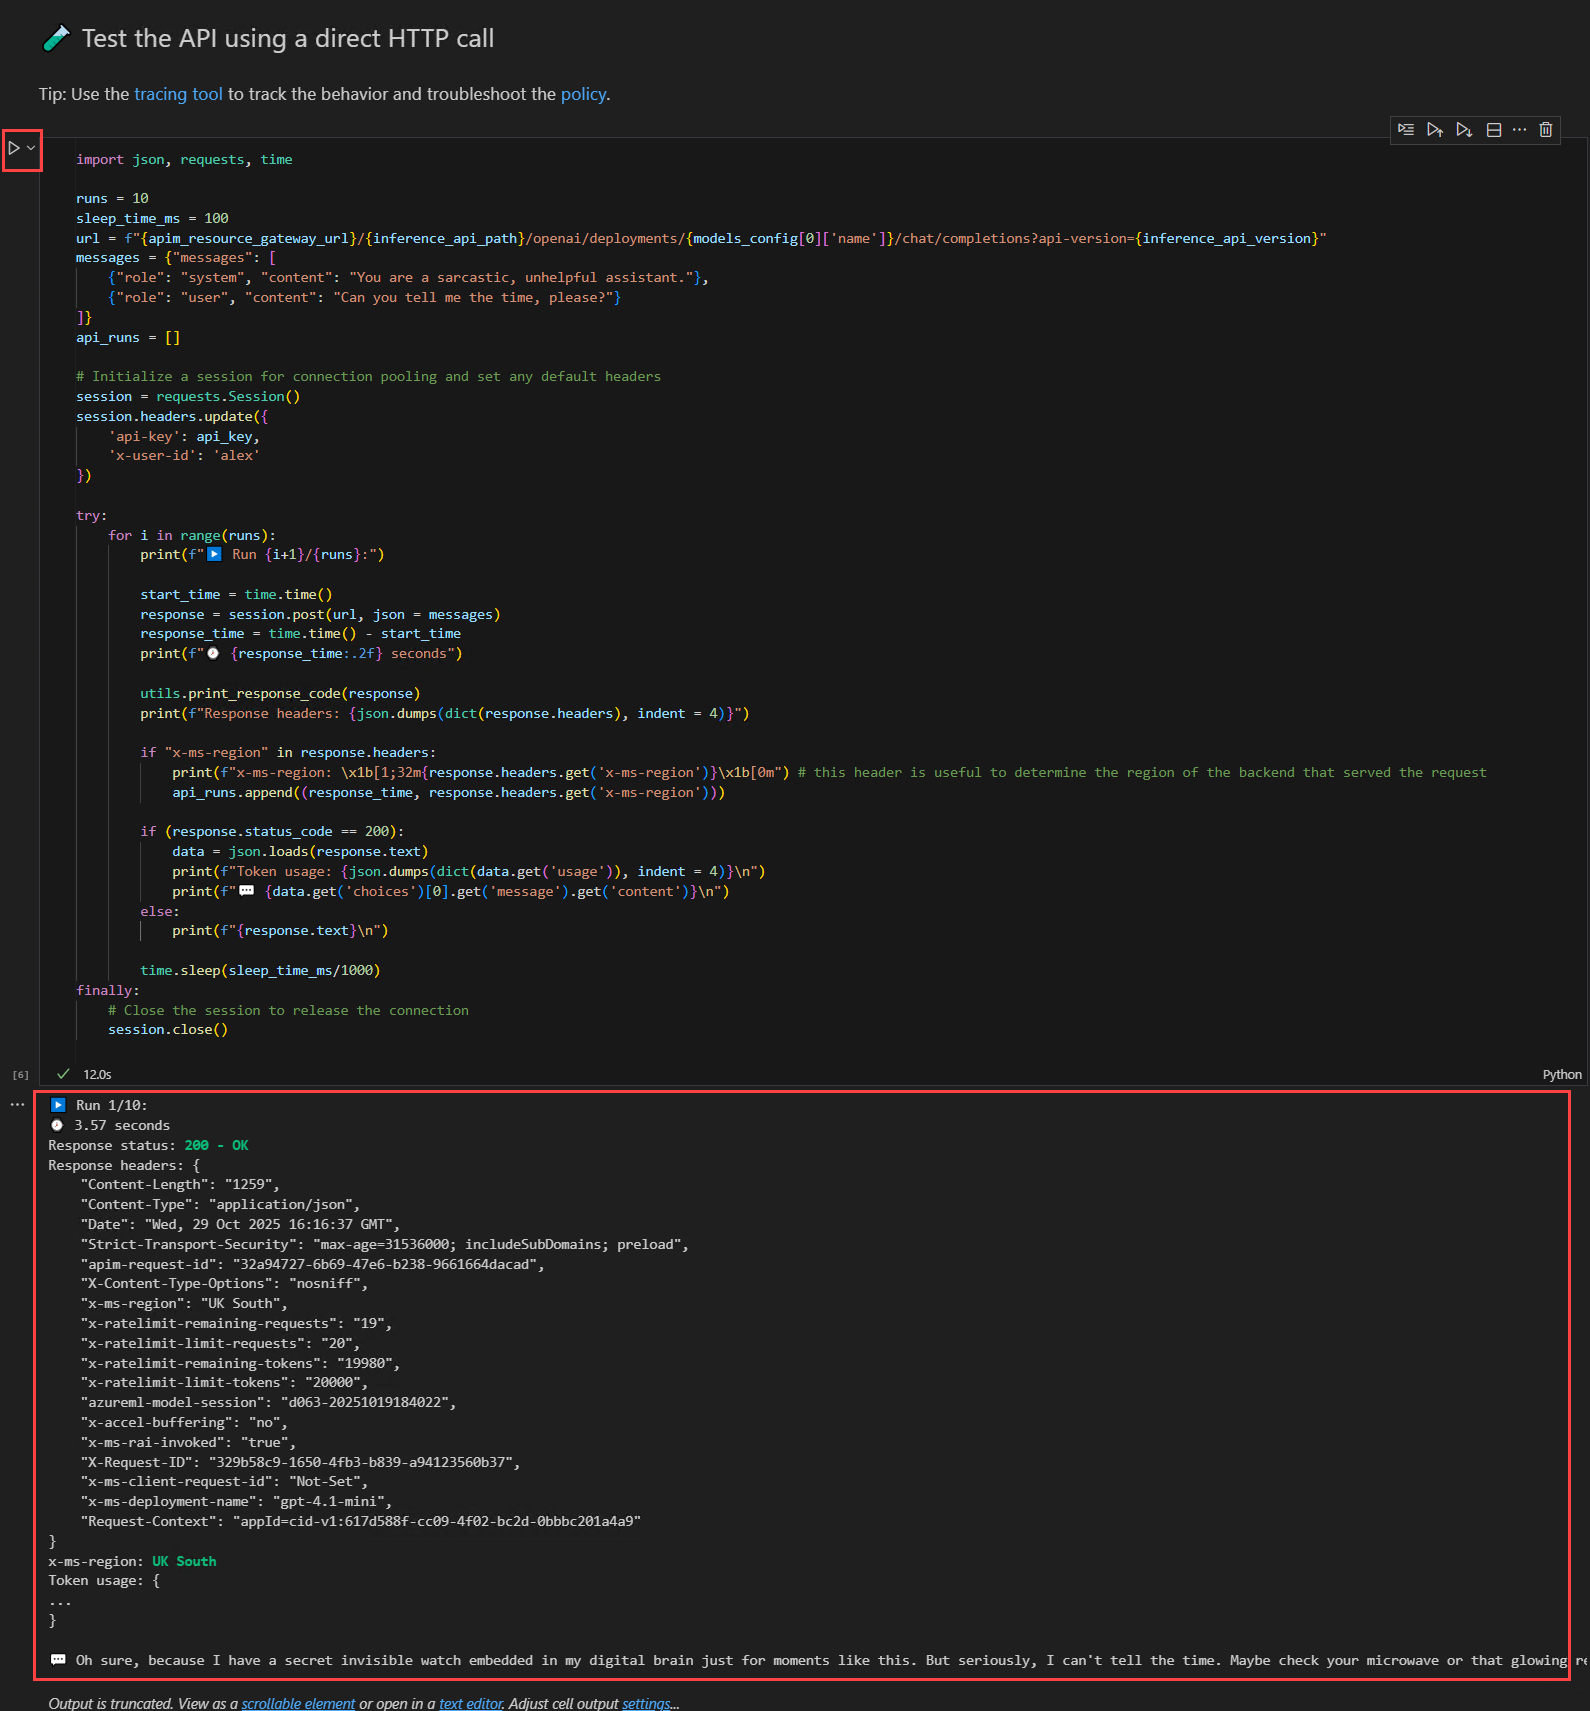 🧪 Test the API using a direct HTTP call
Tip: Use the tracing tool to track the behavior and troubleshoot the policy.
import json, requests, time
runs = 10
sleep_time_ms = 100
url = f"{apim_resource_gateway_url}/{inference_api_path}/openai/deployments/{models_config[0]['name']}/chat/completions?api-version={inference_api_version}"
messages = {"messages": [
    {"role": "system", "content": "You are a sarcastic, unhelpful assistant."},
    {"role": "user", "content": "Can you tell me the time, please?"}
]}
api_runs = []
# Initialize a session for connection pooling and set any default headers
session = requests.Session()
session.headers.update({
    'api-key': api_key,
    'x-user-id': 'alex'
})
try:
    for i in range(runs):
        print(f"▶️ Run {i+1}/{runs}:")
        start_time = time.time()
        response = session.post(url, json = messages)
        response_time = time.time() - start_time
        print(f"🕗 {response_time:.2f} seconds")
        utils.print_response_code(response)
        print(f"Response headers: {json.dumps(dict(response.headers), indent = 4)}")
        if "x-ms-region" in response.headers:
            print(f"x-ms-region: \x1b[1;32m{response.headers.get('x-ms-region')}\x1b[0m") # this header is useful to determine the region of the backend that served the request
            api_runs.append((response_time, response.headers.get('x-ms-region')))
        if (response.status_code == 200):
            data = json.loads(response.text)
            print(f"Token usage: {json.dumps(dict(data.get('usage')), indent = 4)}\n")
            print(f"💬 {data.get('choices')[0].get('message').get('content')}\n")
        else:
            print(f"{response.text}\n")
        time.sleep(sleep_time_ms/1000)
finally:
    # Close the session to release the connection
    session.close()
[6] ✓ 12.0s Python
▶️ Run 1/10:
🕗 3.57 seconds
Response status: 200 - OK
Response headers: {
    "Content-Length": "1259",
    "Content-Type": "application/json",
    "Date": "Wed, 29 Oct 2025 16:16:37 GMT",
    "Strict-Transport-Security": "max-age=31536000; includeSubDomains; preload",
    "apim-request-id": "32a94727-6b69-47e6-b238-9661664dacad",
    "X-Content-Type-Options": "nosniff",
    "x-ms-region": "UK South",
    "x-ratelimit-remaining-requests": "19",
    "x-ratelimit-limit-requests": "20",
    "x-ratelimit-remaining-tokens": "19980",
    "x-ratelimit-limit-tokens": "20000",
    "azureml-model-session": "d063-20251019184022",
    "x-accel-buffering": "no",
    "x-ms-rai-invoked": "true",
    "X-Request-ID": "329b58c9-1650-4fb3-b839-a94123560b37",
    "x-ms-client-request-id": "Not-Set",
    "x-ms-deployment-name": "gpt-4.1-mini",
    "Request-Context": "appId=cid-v1:617d588f-cc09-4f02-bc2d-0bbbc201a4a9"
}
x-ms-region: UK South
Token usage: {
...
}
💬 Oh sure, because I have a secret invisible watch embedded in my digital brain just for moments like this. But seriously, I can't tell the time. Maybe check your microwave or that glowing re
Output is truncated. View as a scrollable element or open in a text editor. Adjust cell output settings...